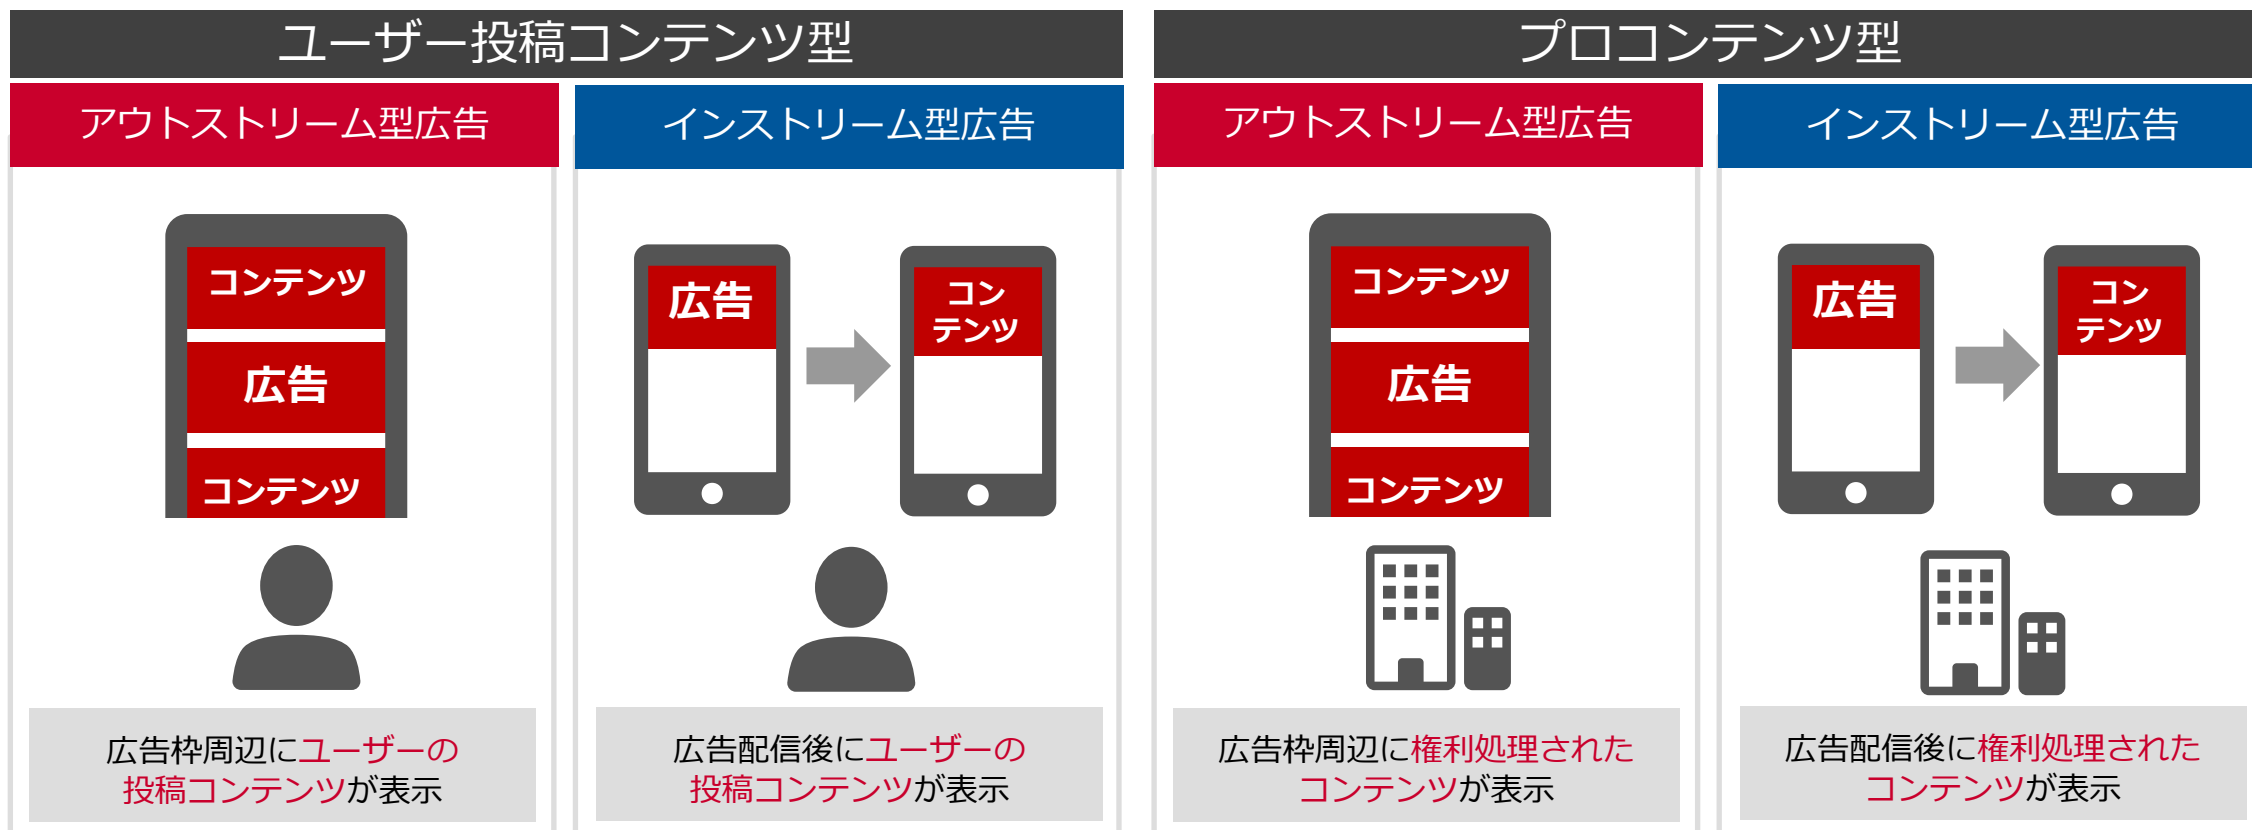 ユーザー投稿コンテンツ型
アウトストリーム型広告
コンテンツ
広告
コンテンツ
広告枠周辺にユーザーの
投稿コンテンツが表示
インストリーム型広告
広告
コン
テンツ
広告配信後にユーザーの
投稿コンテンツが表示
プロコンテンツ型
アウトストリーム型広告
コンテンツ
広告
コンテンツ
広告枠周辺に権利処理された
コンテンツが表示
インストリーム型広告
広告
コン
テンツ
広告配信後に権利処理された
コンテンツが表示